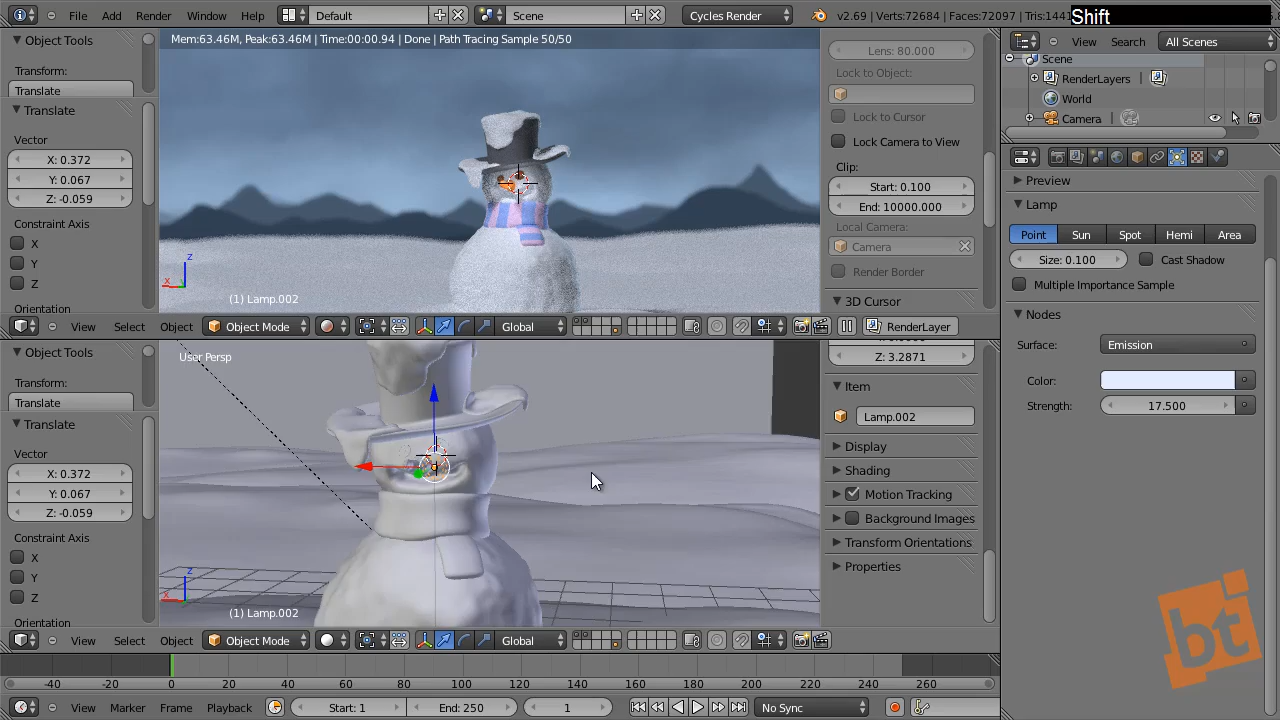 File Add Render Window Help Default Scene Cycles Render v2.69 | Verts:72684 | Faces:72097 | Tris:1441
Shift
Object Tools
Transform:
Translate
Translate
Vector
X: 0.372
Y: 0.067
Z: -0.059
Constraint Axis
X
Y
Z
Orientation
Mem:63.46M, Peak:63.46M | Time:00:00.94 | Done | Path Tracing Sample 50/50
z
x
(1) Lamp.002
Lens: 80.000
Lock to Object:
Lock to Cursor
Lock Camera to View
Clip:
Start: 0.100
End: 10000.000
Local Camera:
Camera
Render Border
3D Cursor
View Select Object Object Mode Global RenderLayer
Object Tools
Transform:
Translate
Translate
Vector
X: 0.372
Y: 0.067
Z: -0.059
Constraint Axis
X
Y
Z
Orientation
User Persp
z
x
(1) Lamp.002
Z: 3.2871
Item
Lamp.002
Display
Shading
Motion Tracking
Background Images
Transform Orientations
Properties
View Select Object Object Mode Global
-40 -20 0 20 40 60 80 100 120 140 160 180 200 220 240 260
View Marker Frame Playback Start: 1 End: 250 1 No Sync
View Search All Scenes
Scene
RenderLayers
World
Camera
Preview
Lamp
Point Sun Spot Hemi Area
Size: 0.100 Cast Shadow
Multiple Importance Sample
Nodes
Surface: Emission
Color:
Strength: 17.500
bt